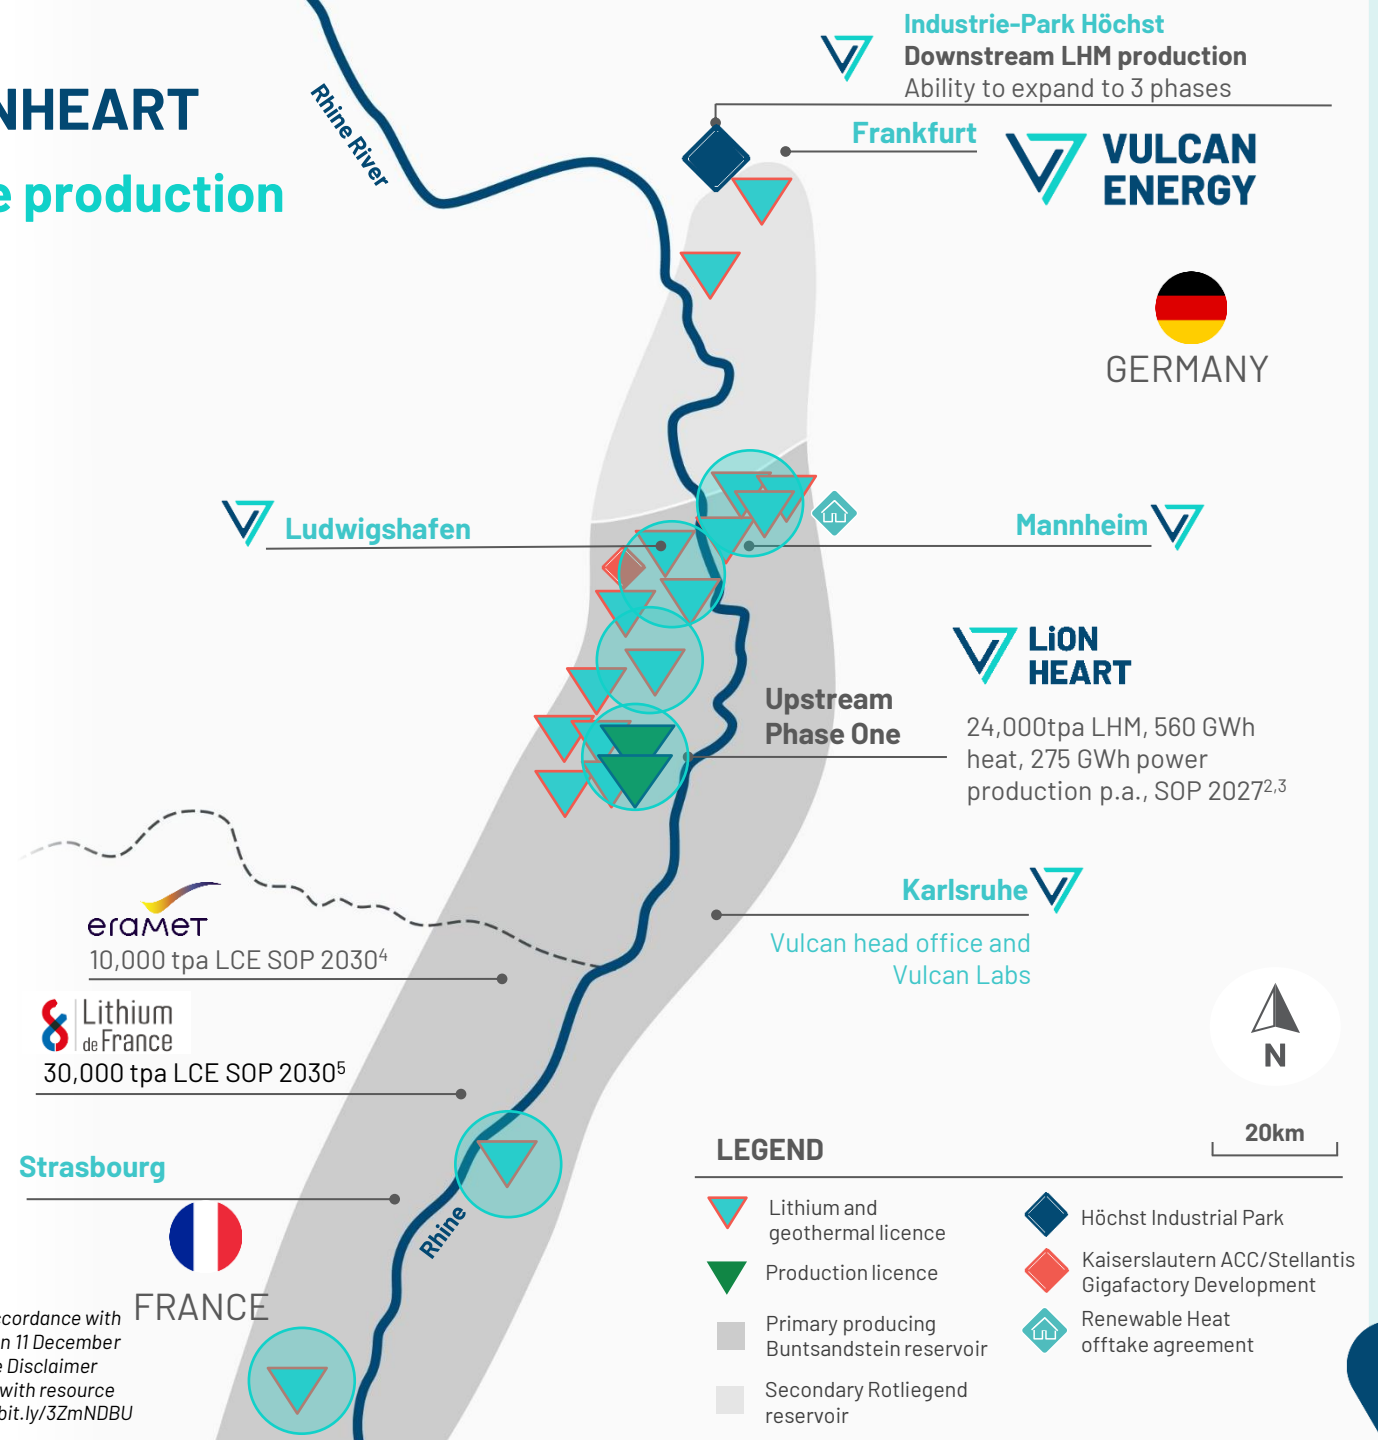 Industrie-Park Höchst
Downstream LHM production
Ability to expand to 3 phases
NHEART
e production
Rhine River
Frankfurt
VULCAN
ENERGY
GERMANY
Ludwigshafen
Mannheim
LiON
HEART
Upstream
Phase One
24,000tpa LHM, 560 GWh
heat, 275 GWh power
production p.a., SOP 20272,3
eramet
10,000 tpa LCE SOP 20304
Karlsruhe
Vulcan head office and
Vulcan Labs
Lithium
de France
30,000 tpa LCE SOP 20305
N
20km
Strasbourg
Rhine
FRANCE
LEGEND
Lithium and
geothermal licence
Production licence
Primary producing
Buntsandstein reservoir
Secondary Rotliegend
reservoir
Höchst Industrial Park
Kaiserslautern ACC/Stellantis
Gigafactory Development
Renewable Heat
offtake agreement
ccordance with
n 11 December
e Disclaimer
with resource
bit.ly/3ZmNDBU